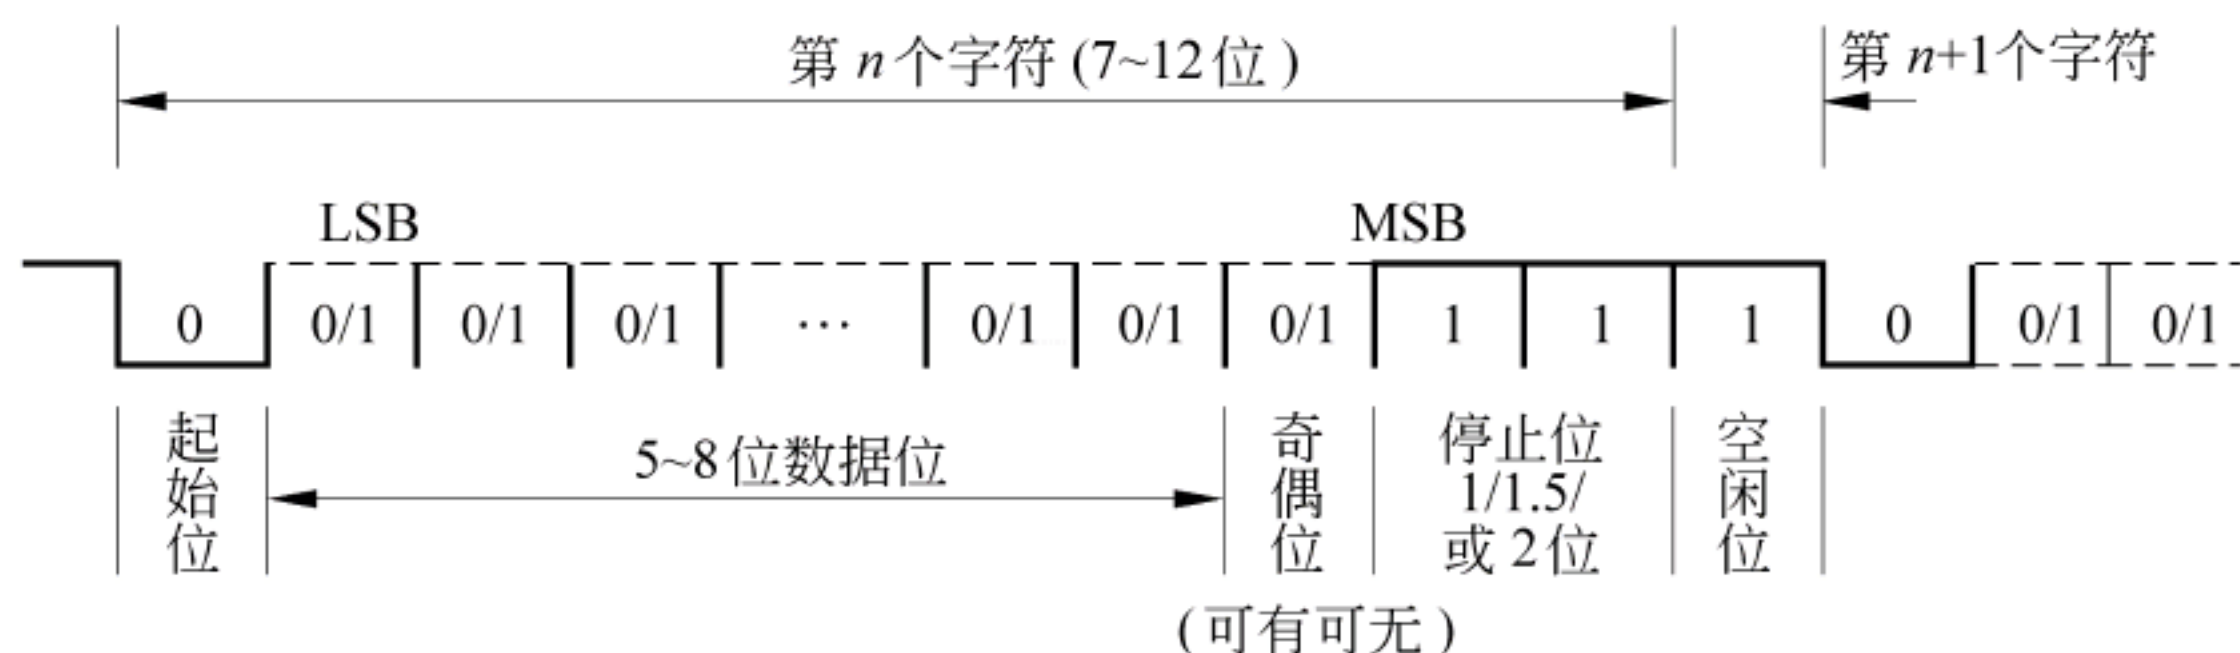 第 n 个字符 (7~12位)
第 n+1个字符
LSB
MSB
0 0/1 0/1 0/1 … 0/1 0/1 0/1 1 1 1 0 0/1 0/1
起始位
5~8位数据位
奇偶位
(可有可无)
停止位
1/1.5/
或 2位
空闲位